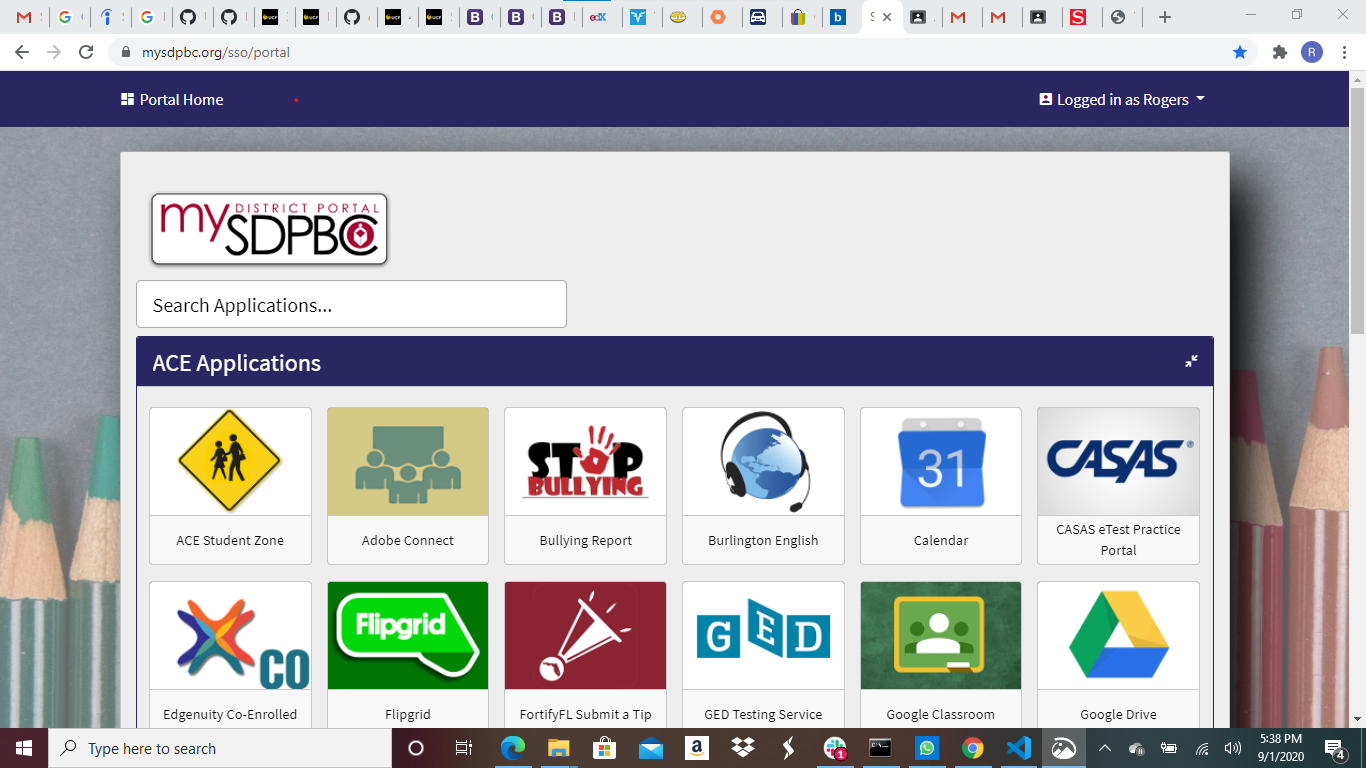 mysdpbc.org/sso/portal
R
Portal Home
Logged in as Rogers
my DISTRICT PORTAL
SDPBC
Search Applications...
ACE Applications
STOP
BULLYING
31
CASAS
ACE Student Zone
Adobe Connect
Bullying Report
Burlington English
Calendar
CASAS eTest Practice
Portal
CO
Flipgrid
GED
Edgenuity Co-Enrolled
Flipgrid
FortifyFL Submit a Tip
GED Testing Service
Google Classroom
Google Drive
Type here to search
1
5:38 PM
9/1/2020
4